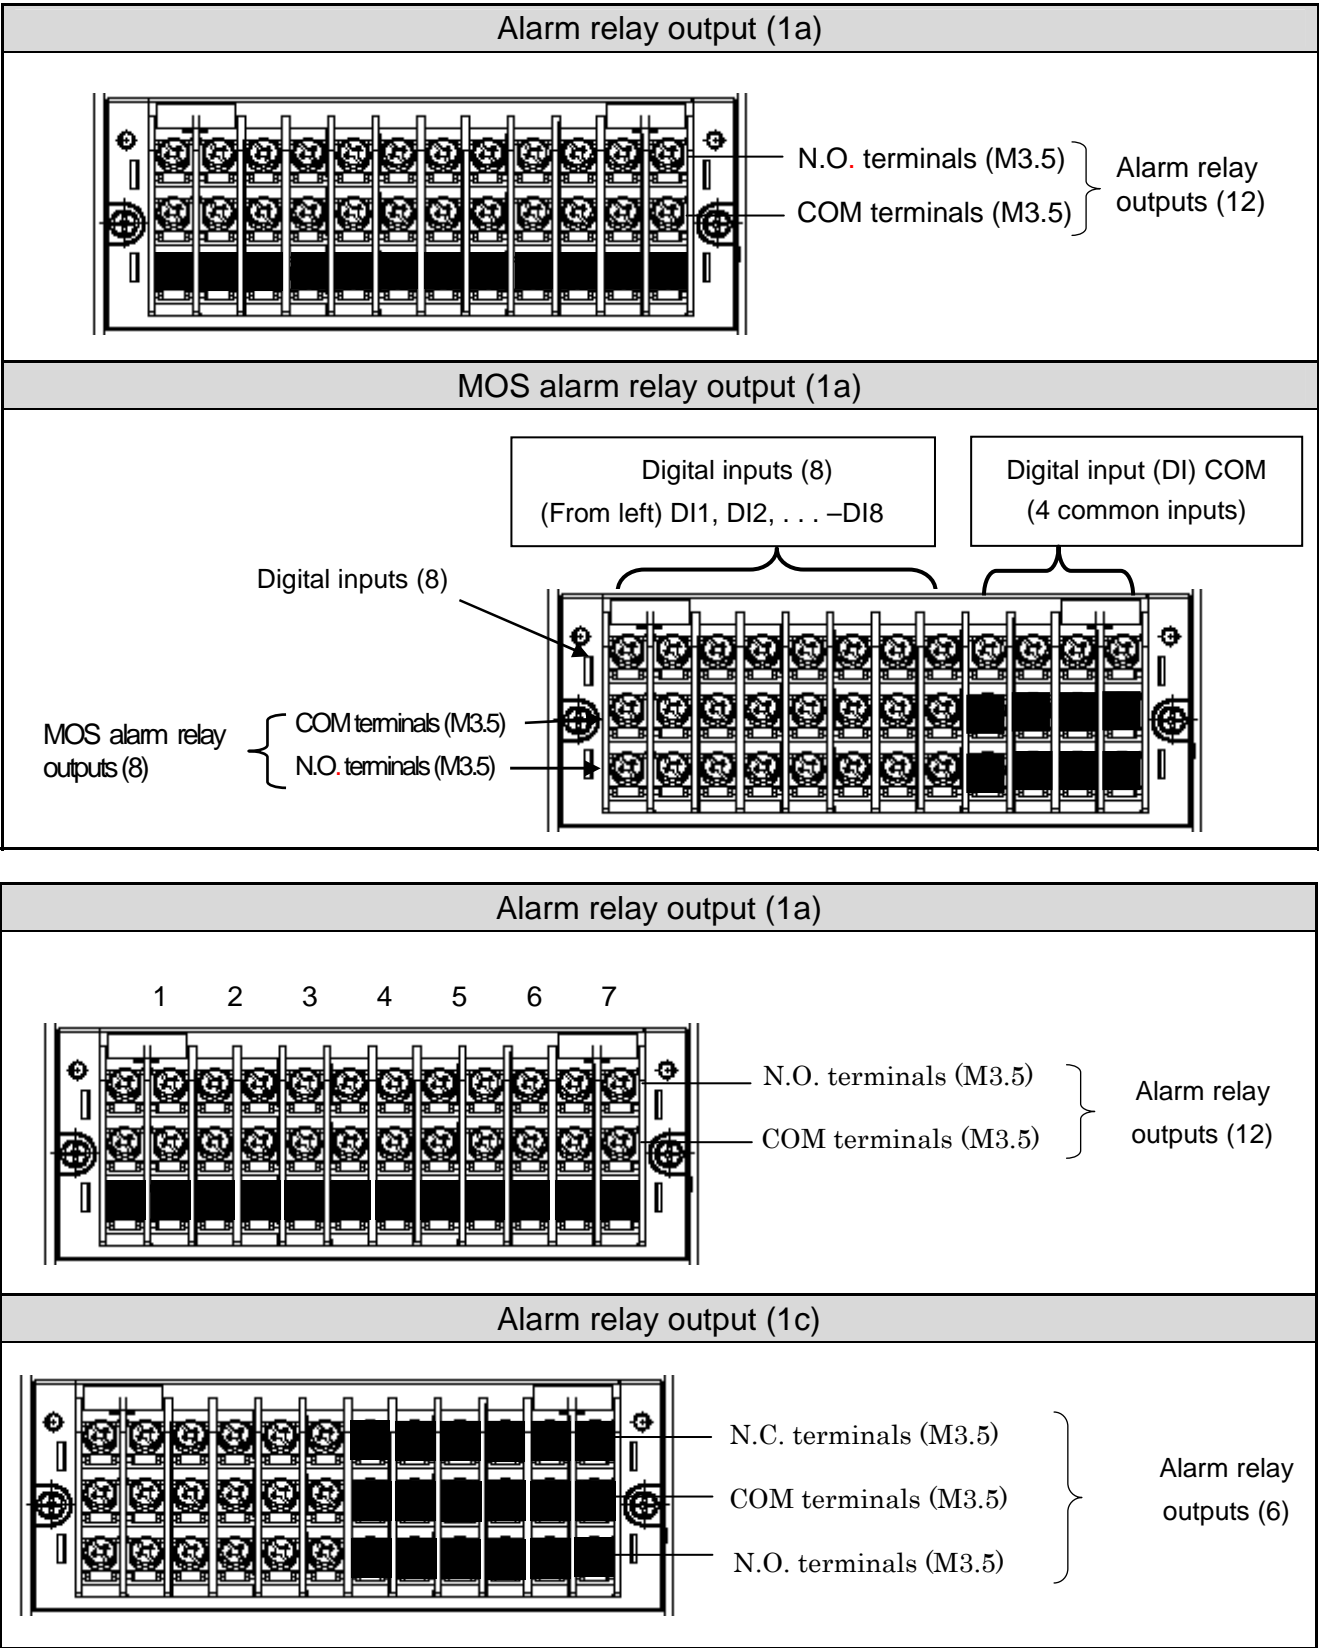 Alarm relay output (1a)
N.O. terminals (M3.5)
COM terminals (M3.5)
Alarm relay
outputs (12)
MOS alarm relay output (1a)
Digital inputs (8)
(From left) DI1, DI2, . . . –DI8
Digital input (DI) COM
(4 common inputs)
Digital inputs (8)
MOS alarm relay
outputs (8)
COM terminals (M3.5)
N.O. terminals (M3.5)
Alarm relay output (1a)
1 2 3 4 5 6 7
N.O. terminals (M3.5)
COM terminals (M3.5)
Alarm relay
outputs (12)
Alarm relay output (1c)
N.C. terminals (M3.5)
COM terminals (M3.5)
N.O. terminals (M3.5)
Alarm relay
outputs (6)